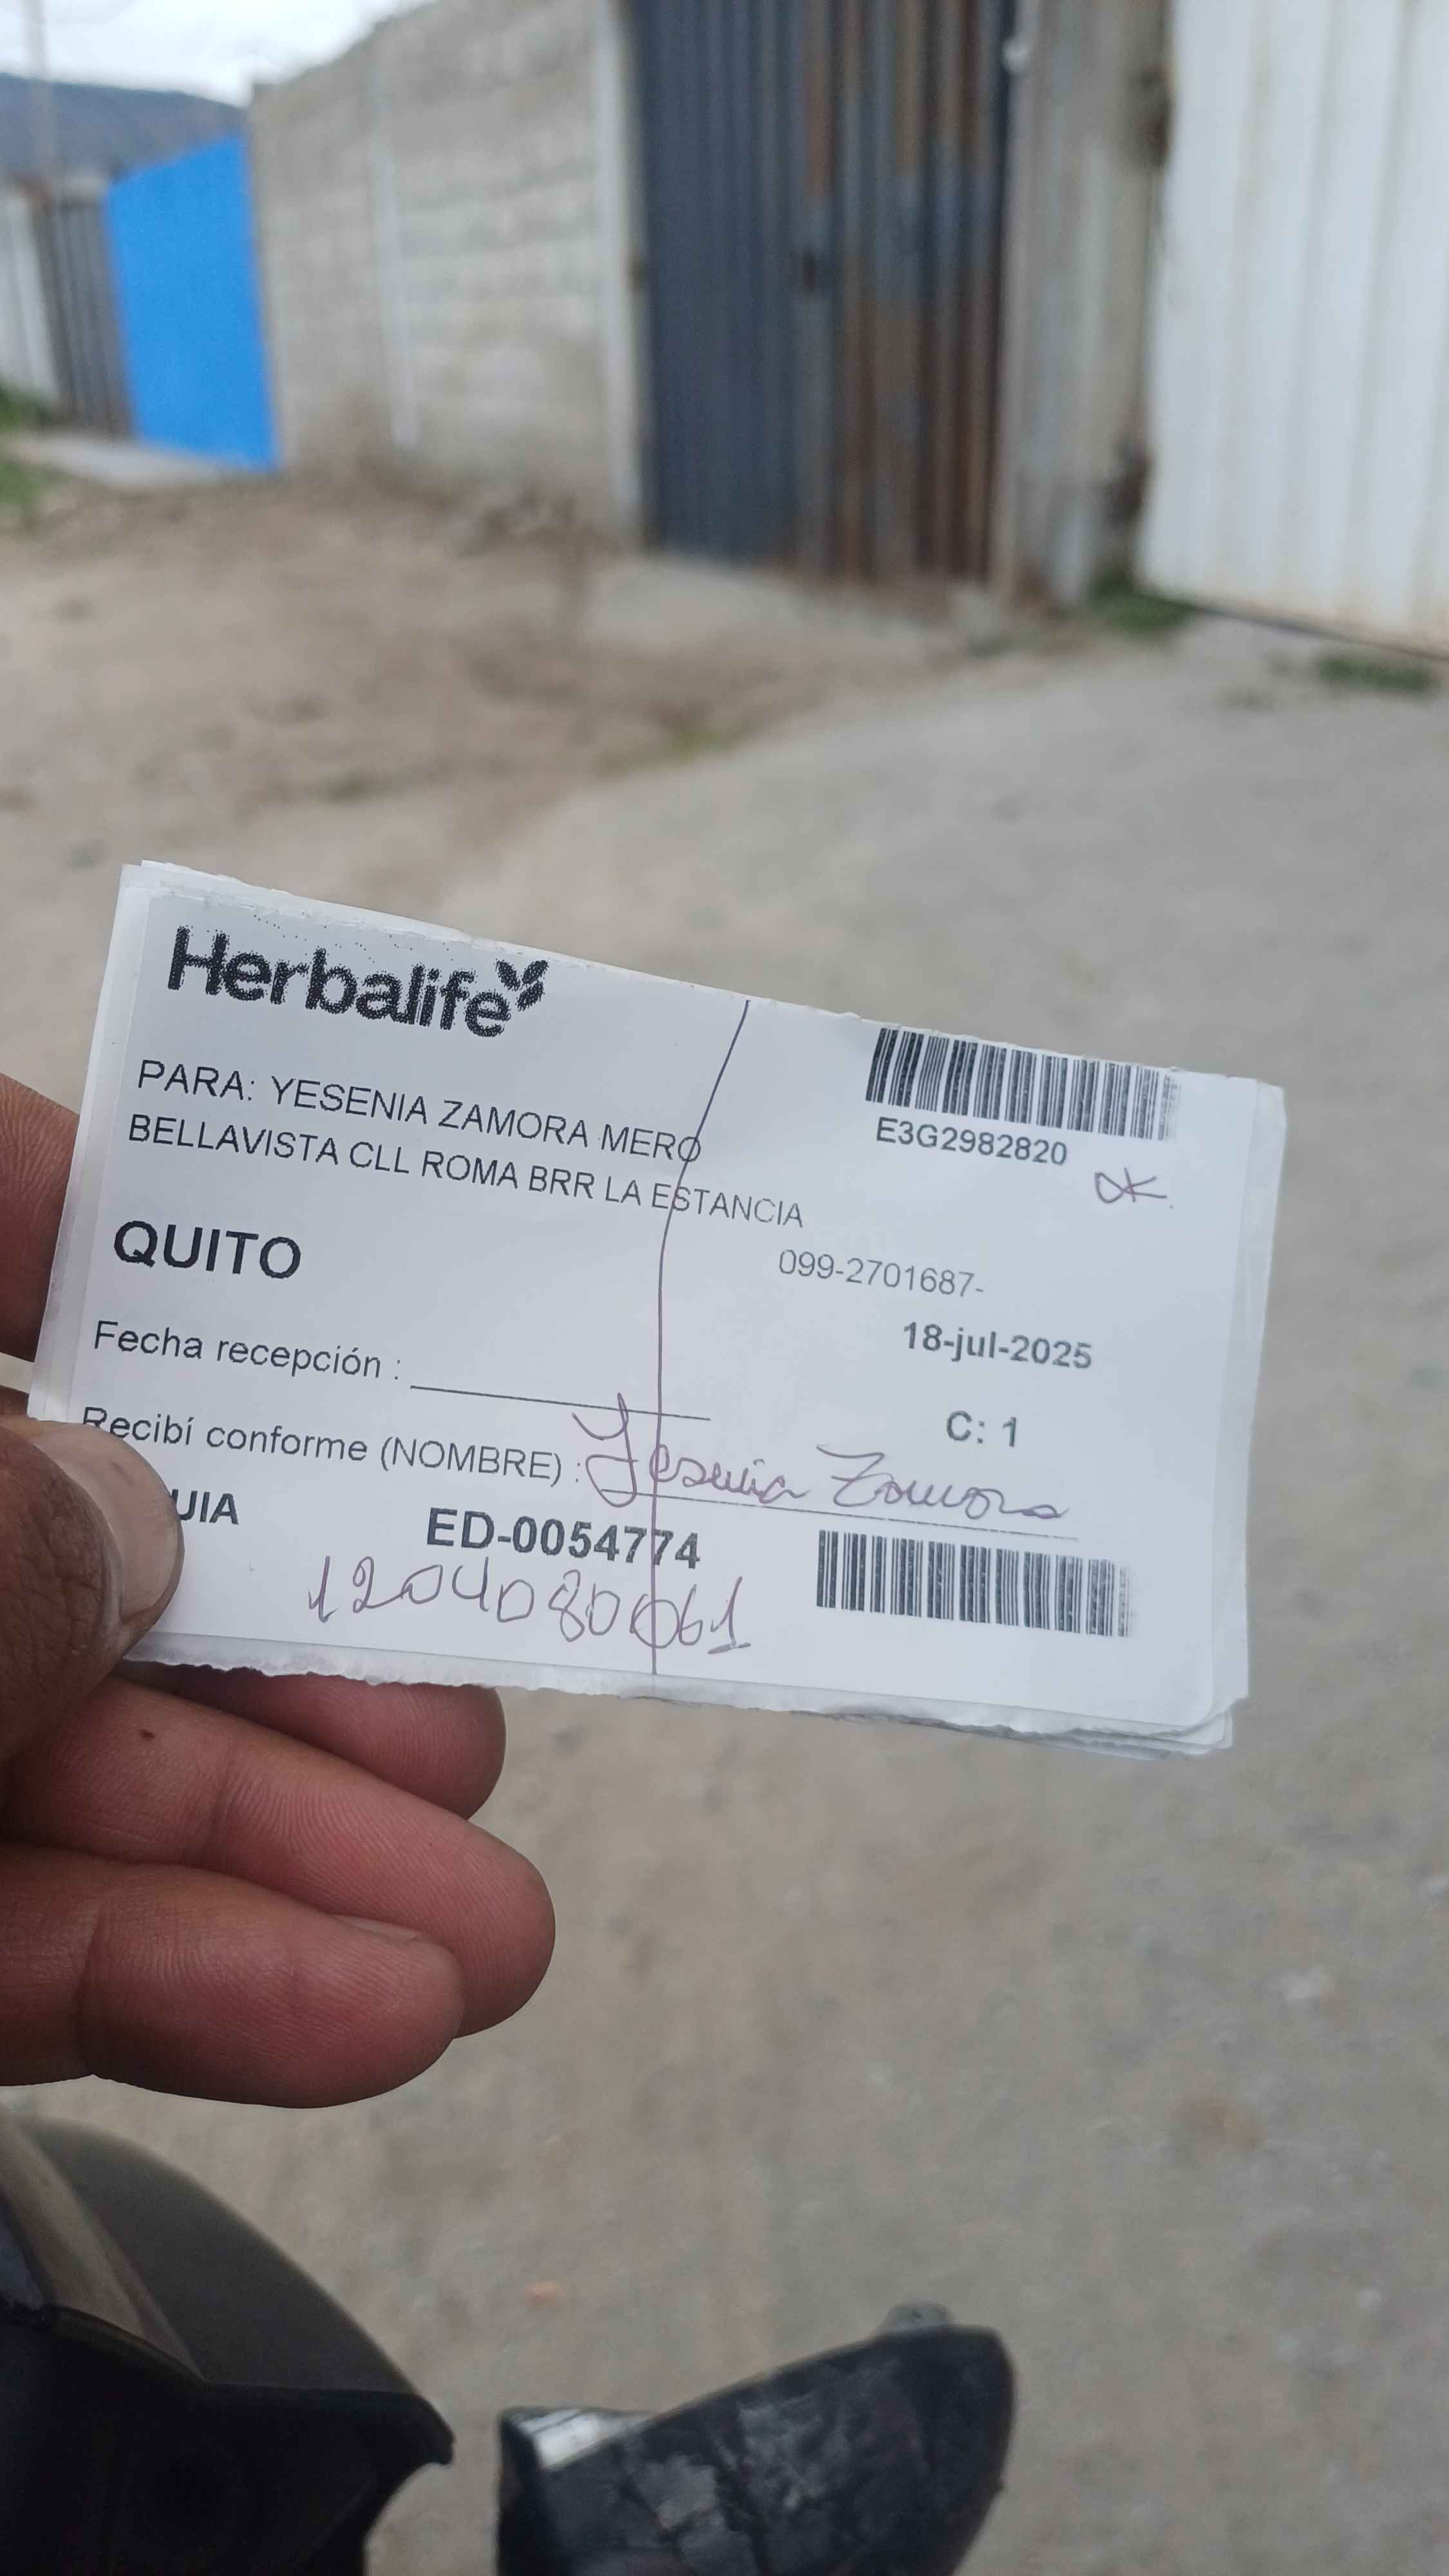 Herbalife
PARA: YESENIA ZAMORA MERO
BELLAVISTA CLL ROMA BRR LA ESTANCIA
E3G2982820
OK.
QUITO
099-2701687-
18-jul-2025
Fecha recepción :
C: 1
Recibí conforme (NOMBRE) : Yesenia Zamora
UIA ED-0054774
1204080061